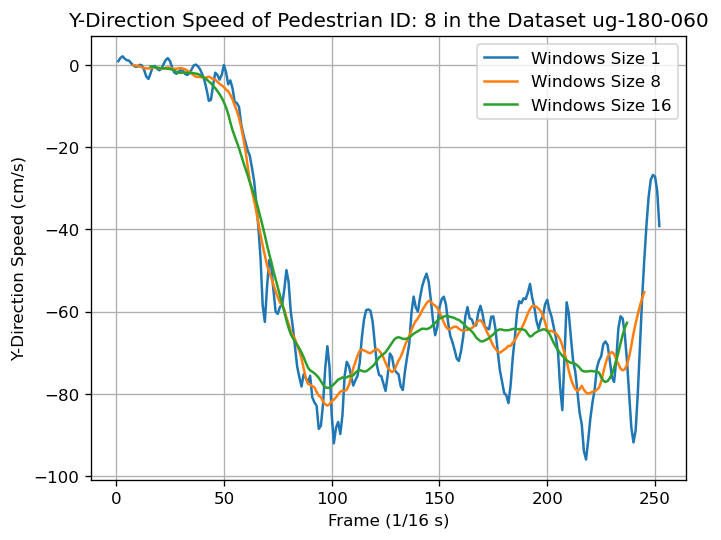 Y-Direction Speed of Pedestrian ID: 8 in the Dataset ug-180-060
Windows Size 1
Windows Size 8
Windows Size 16
Y-Direction Speed (cm/s)
0
−20
−40
−60
−80
−100
0 50 100 150 200 250
Frame (1/16 s)